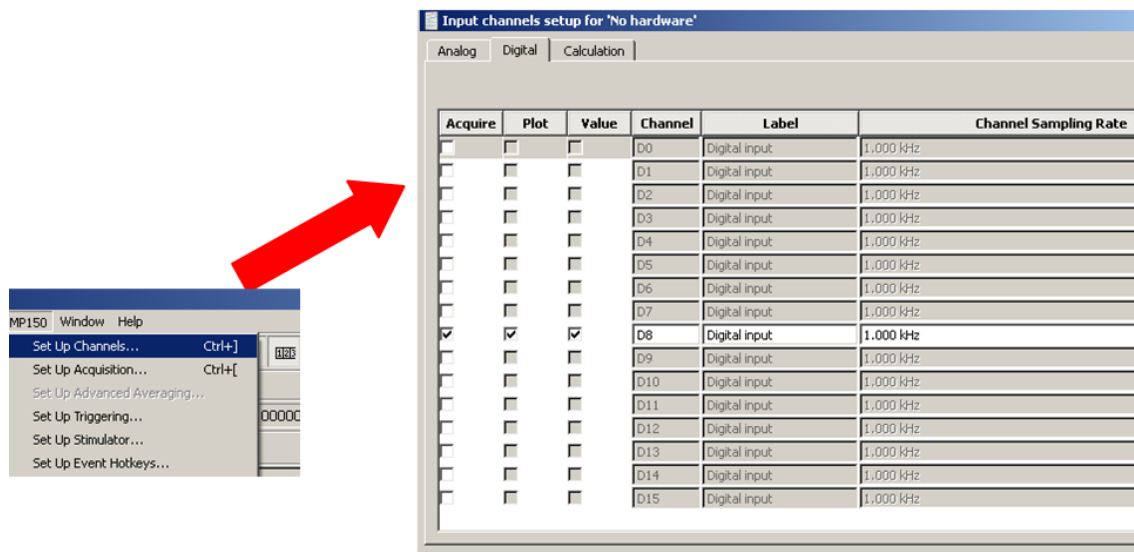 Input channels setup for 'No hardware'
Analog Digital Calculation
Acquire Plot Value Channel Label Channel Sampling Rate
D0 Digital input 1.000 kHz
D1 Digital input 1.000 kHz
D2 Digital input 1.000 kHz
D3 Digital input 1.000 kHz
D4 Digital input 1.000 kHz
D5 Digital input 1.000 kHz
D6 Digital input 1.000 kHz
D7 Digital input 1.000 kHz
D8 Digital input 1.000 kHz
D9 Digital input 1.000 kHz
D10 Digital input 1.000 kHz
D11 Digital input 1.000 kHz
D12 Digital input 1.000 kHz
D13 Digital input 1.000 kHz
D14 Digital input 1.000 kHz
D15 Digital input 1.000 kHz
MP150 Window Help
Set Up Channels... Ctrl+]
Set Up Acquisition... Ctrl+[
Set Up Advanced Averaging...
Set Up Triggering...
Set Up Stimulator...
Set Up Event Hotkeys...